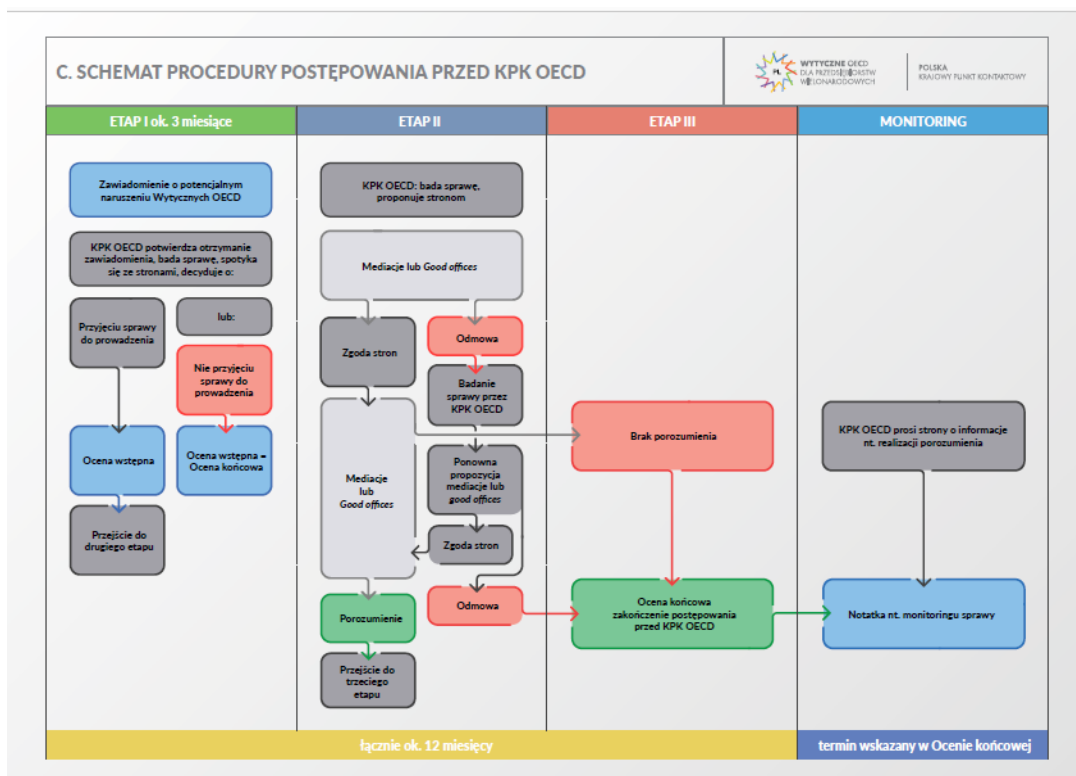 C. SCHEMAT PROCEDURY POSTĘPOWANIA PRZED KPK OECD
PL
WYTYCZNE OECD
DLA PRZEDSIĘBIORSTW
WIELONARODOWYCH
POLSKA
KRAJOWY PUNKT KONTAKTOWY
ETAP I ok. 3 miesiące
ETAP II
ETAP III
MONITORING
Zawiadomienie o potencjalnym
naruszeniu Wytycznych OECD
KPK OECD potwierdza otrzymanie
zawiadomienia, bada sprawę, spotyka
się ze stronami, decyduje o:
Przyjęciu sprawy
do prowadzenia
lub:
Nie przyjęciu
sprawy do
prowadzenia
Ocena wstępna
Ocena wstępna =
Ocena końcowa
Przejście do
drugiego etapu
KPK OECD: bada sprawę,
proponuje stronom
Mediacje lub Good offices
Zgoda stron
Odmowa
Badanie
sprawy przez
KPK OECD
Mediacje
lub
Good offices
Ponowna
propozycja
mediacje lub
good offices
Zgoda stron
Odmowa
Porozumienie
Przejście do
trzeciego
etapu
Brak porozumienia
Ocena końcowa
zakończenie postępowania
przed KPK OECD
KPK OECD prosi strony o informacje
nt. realizacji porozumienia
Notatka nt. monitoringu sprawy
łącznie ok. 12 miesięcy
termin wskazany w Ocenie końcowej